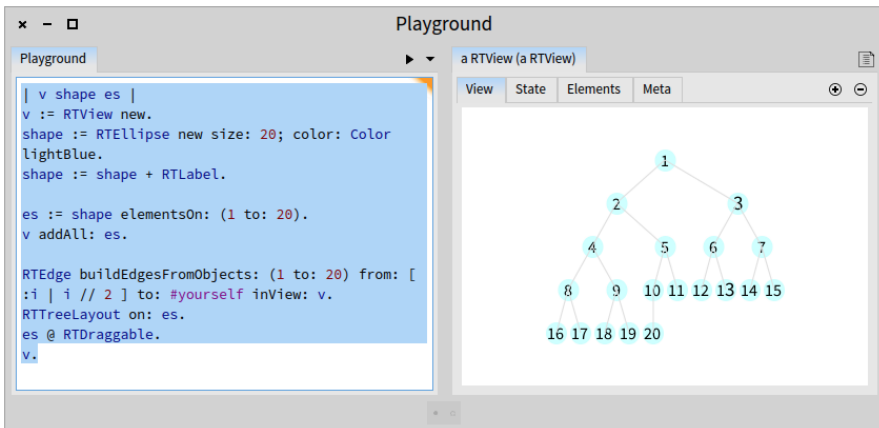 Playground
Playground
| v shape es |
v := RTView new.
shape := RTEllipse new size: 20; color: Color
lightBlue.
shape := shape + RTLabel.
es := shape elementsOn: (1 to: 20).
v addAll: es.
RTEdge buildEdgesFromObjects: (1 to: 20) from: [
:i | i // 2 ] to: #yourself inView: v.
RTTreeLayout on: es.
es @ RTDraggable.
v.
a RTView (a RTView)
View State Elements Meta
1
2 3
4 5 6 7
8 9 10 11 12 13 14 15
16 17 18 19 20